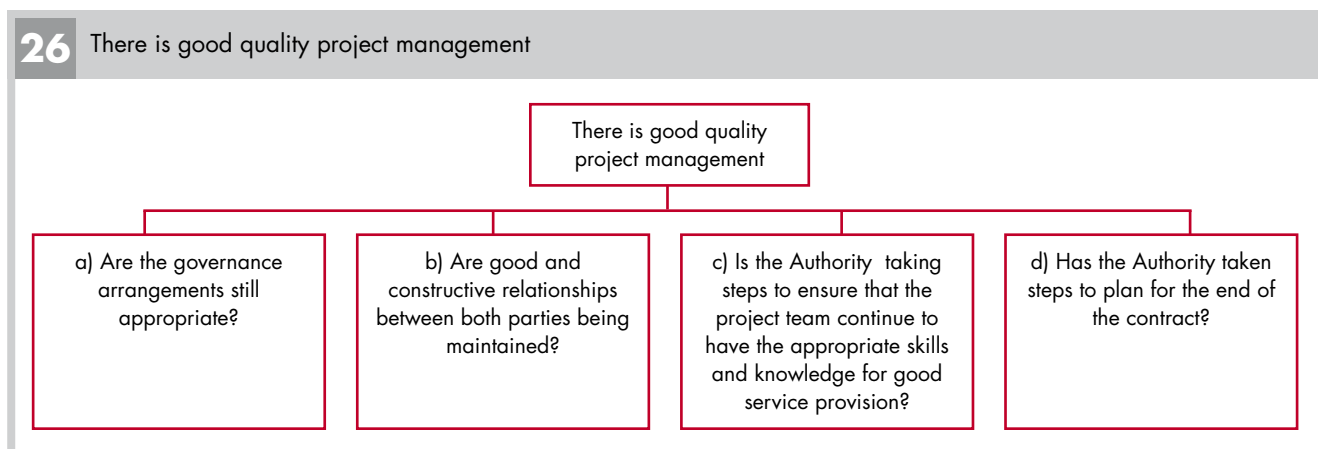 26 There is good quality project management
There is good quality
project management
a) Are the governance
arrangements still
appropriate?
b) Are good and
constructive relationships
between both parties being
maintained?
c) Is the Authority taking
steps to ensure that the
project team continue to
have the appropriate skills
and knowledge for good
service provision?
d) Has the Authority taken
steps to plan for the end of
the contract?